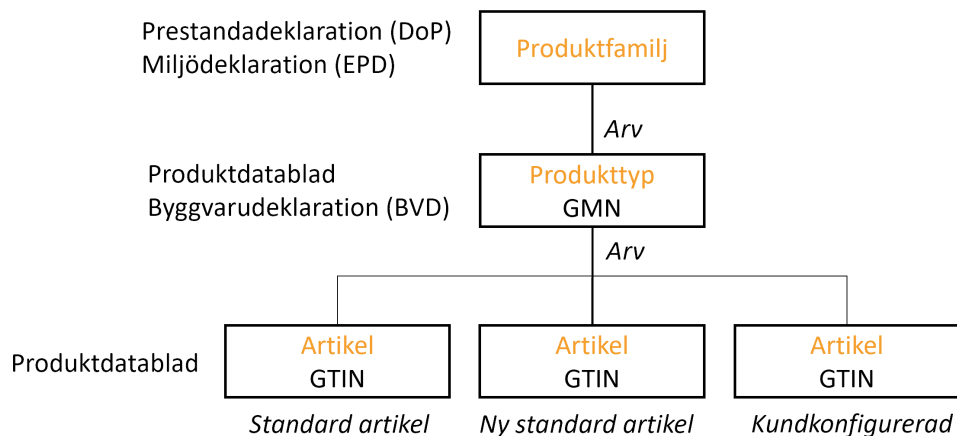 Prestandadeklaration (DoP)
Miljödeklaration (EPD)
Produktfamilj
Arv
Produktdatablad
Byggvarudeklaration (BVD)
Produkttyp
GMN
Arv
Produktdatablad
Artikel
GTIN
Artikel
GTIN
Artikel
GTIN
Standard artikel
Ny standard artikel
Kundkonfigurerad